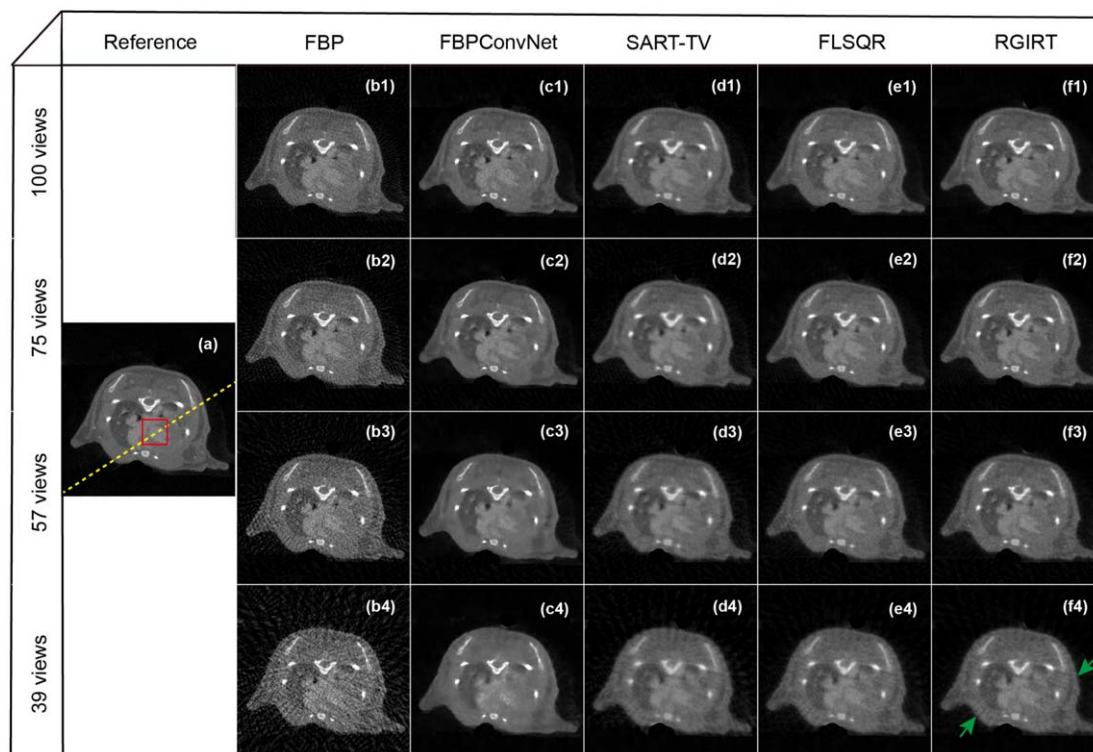 Reference FBP FBPConvNet SART-TV FLSQR RGIRT
100 views (b1) (c1) (d1) (e1) (f1)
75 views (b2) (c2) (d2) (e2) (f2)
(a)
57 views (b3) (c3) (d3) (e3) (f3)
39 views (b4) (c4) (d4) (e4) (f4)